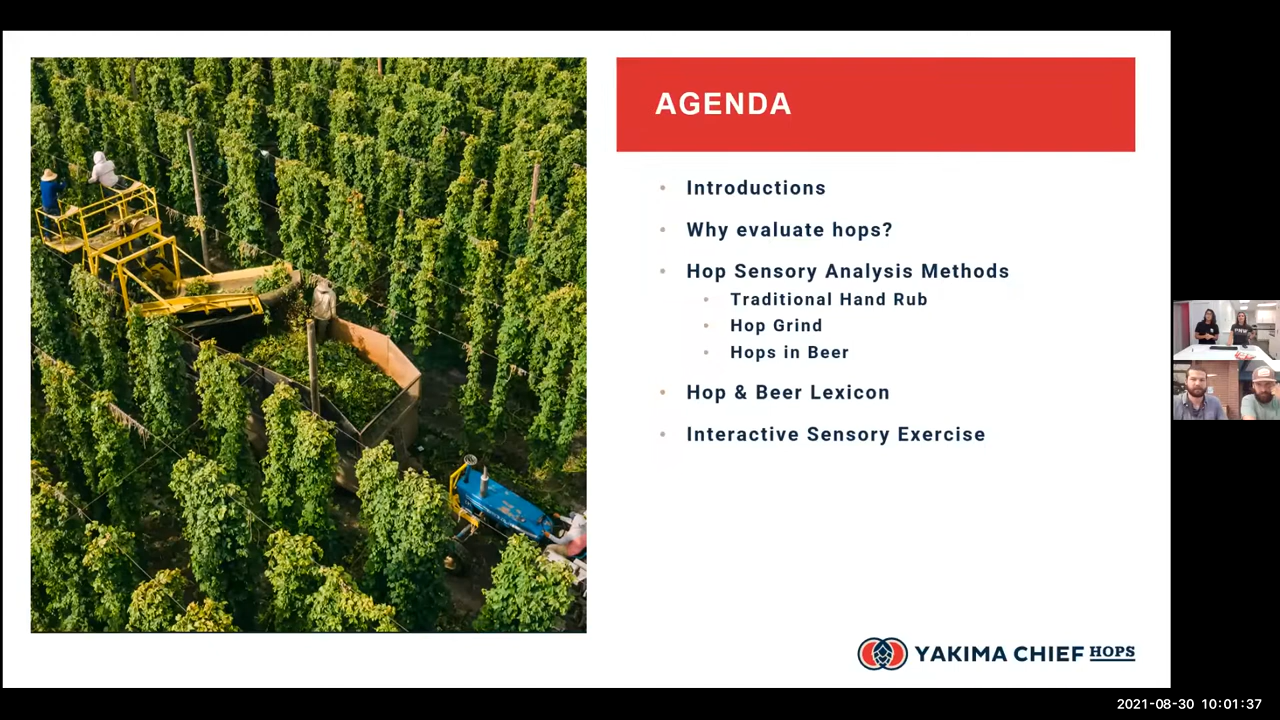 AGENDA
• Introductions
• Why evaluate hops?
• Hop Sensory Analysis Methods
• Traditional Hand Rub
• Hop Grind
• Hops in Beer
• Hop & Beer Lexicon
• Interactive Sensory Exercise
YAKIMA CHIEF HOPS
2021-08-30 10:01:37